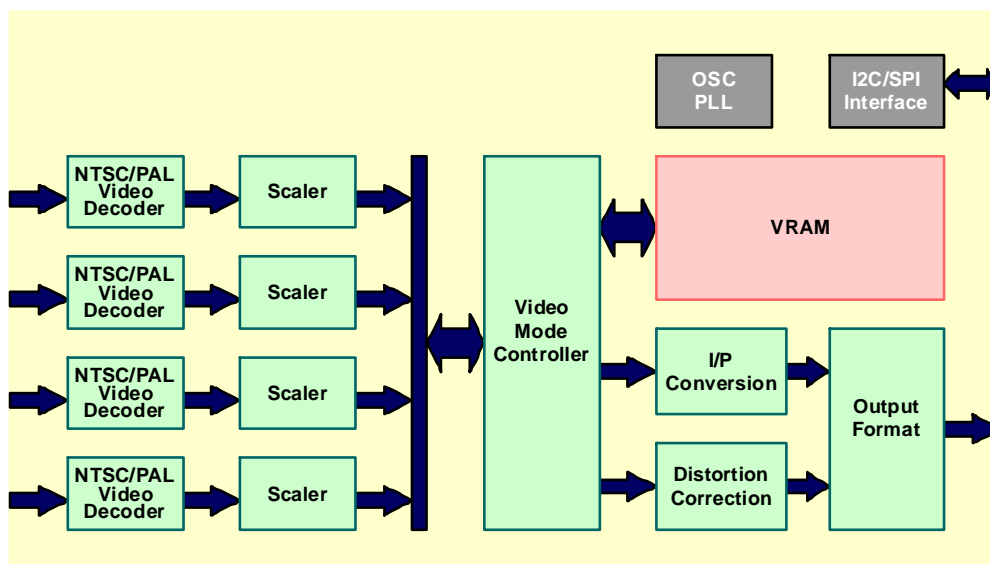 OSC
PLL
I2C/SPI
Interface
NTSC/PAL
Video
Decoder
Scaler
VRAM
NTSC/PAL
Video
Decoder
Scaler
Video
Mode
Controller
I/P
Conversion
NTSC/PAL
Video
Decoder
Scaler
Output
Format
Distortion
Correction
NTSC/PAL
Video
Decoder
Scaler